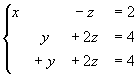 x - z = 2
y + 2z = 4
+ y + 2z = 4